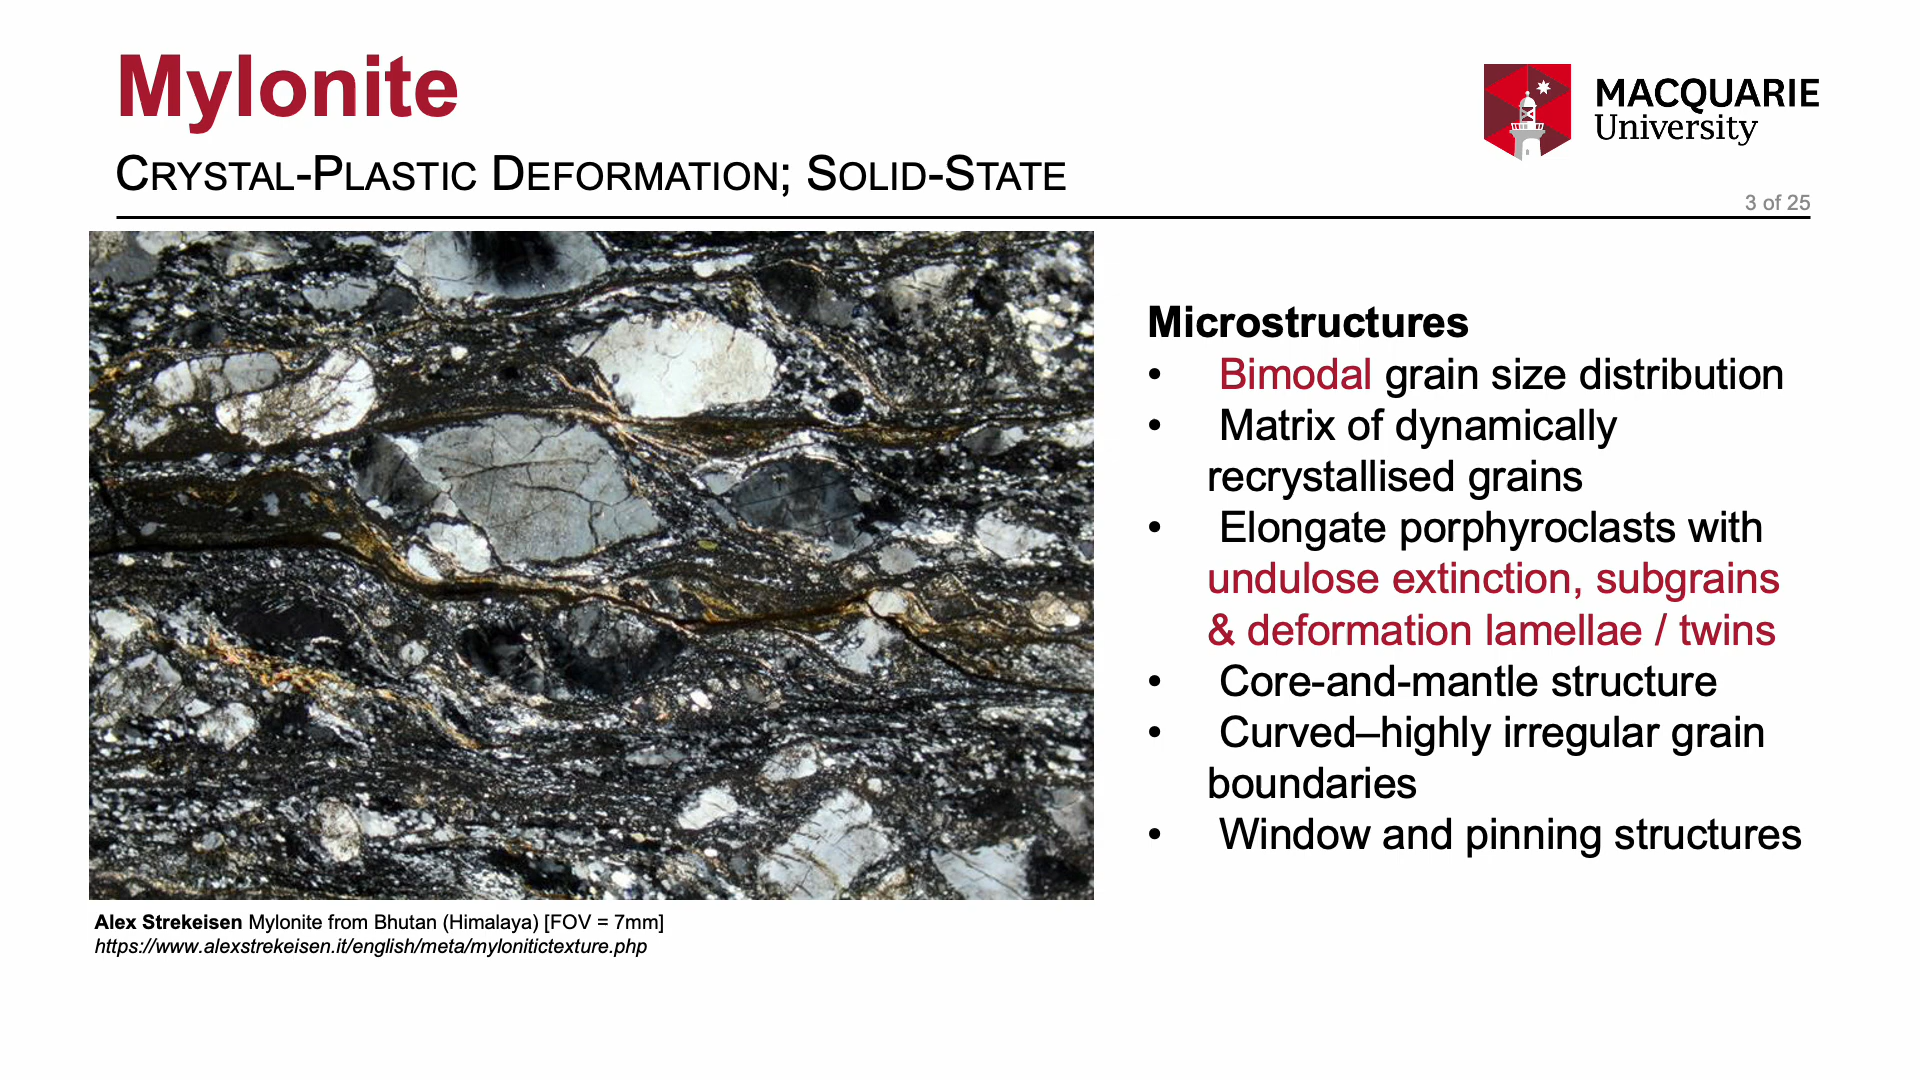 Mylonite
CRYSTAL-PLASTIC DEFORMATION; SOLID-STATE
MACQUARIE
University
3 of 25
Microstructures
• Bimodal grain size distribution
• Matrix of dynamically
recrystallised grains
• Elongate porphyroclasts with
undulose extinction, subgrains
& deformation lamellae / twins
• Core-and-mantle structure
• Curved–highly irregular grain
boundaries
• Window and pinning structures
Alex Strekeisen Mylonite from Bhutan (Himalaya) [FOV = 7mm]
https://www.alexstrekeisen.it/english/meta/mylonitictexture.php